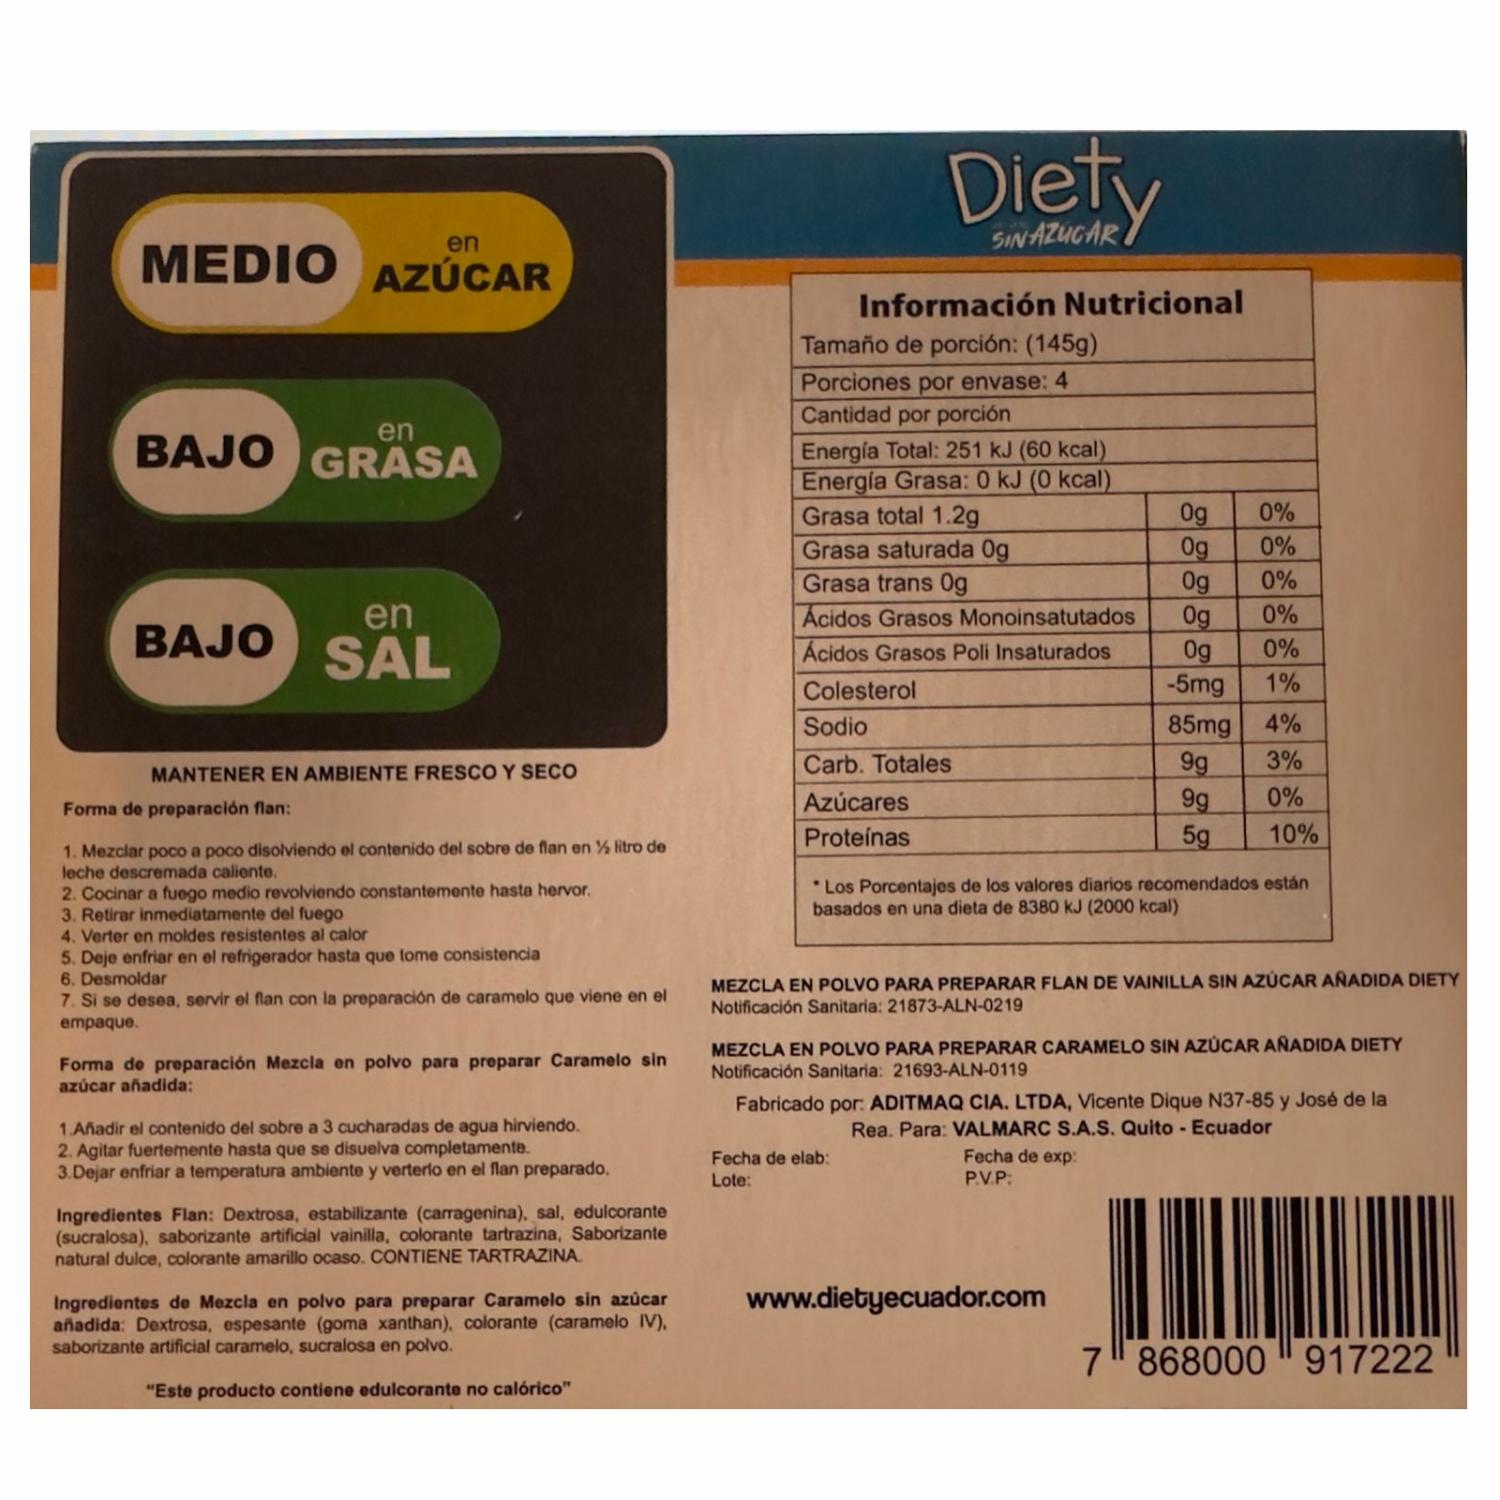 MEDIO en AZÚCAR
BAJO en GRASA
BAJO en SAL
MANTENER EN AMBIENTE FRESCO Y SECO
Forma de preparación flan:
1. Mezclar poco a poco disolviendo el contenido del sobre de flan en ½ litro de
leche descremada caliente.
2. Cocinar a fuego medio revolviendo constantemente hasta hervor.
3. Retirar inmediatamente del fuego
4. Verter en moldes resistentes al calor
5. Deje enfriar en el refrigerador hasta que tome consistencia
6. Desmoldar
7. Si se desea, servir el flan con la preparación de caramelo que viene en el
empaque.
Forma de preparación Mezcla en polvo para preparar Caramelo sin
azúcar añadida:
1.Añadir el contenido del sobre a 3 cucharadas de agua hirviendo.
2. Agitar fuertemente hasta que se disuelva completamente.
3.Dejar enfriar a temperatura ambiente y verterlo en el flan preparado.
Ingredientes Flan: Dextrosa, estabilizante (carragenina), sal, edulcorante
(sucralosa), saborizante artificial vainilla, colorante tartrazina, Saborizante
natural dulce, colorante amarillo ocaso. CONTIENE TARTRAZINA.
Ingredientes de Mezcla en polvo para preparar Caramelo sin azúcar
añadida: Dextrosa, espesante (goma xanthan), colorante (caramelo IV),
saborizante artificial caramelo, sucralosa en polvo.
"Este producto contiene edulcorante no calórico"
Diety
SIN AZÚCAR
Información Nutricional
Tamaño de porción: (145g)
Porciones por envase: 4
Cantidad por porción
Energía Total: 251 kJ (60 kcal)
Energía Grasa: 0 kJ (0 kcal)
Grasa total 1.2g 0g 0%
Grasa saturada 0g 0g 0%
Grasa trans 0g 0g 0%
Ácidos Grasos Monoinsatutados 0g 0%
Ácidos Grasos Poli Insaturados 0g 0%
Colesterol -5mg 1%
Sodio 85mg 4%
Carb. Totales 9g 3%
Azúcares 9g 0%
Proteínas 5g 10%
* Los Porcentajes de los valores diarios recomendados están
basados en una dieta de 8380 kJ (2000 kcal)
MEZCLA EN POLVO PARA PREPARAR FLAN DE VAINILLA SIN AZÚCAR AÑADIDA DIETY
Notificación Sanitaria: 21873-ALN-0219
MEZCLA EN POLVO PARA PREPARAR CARAMELO SIN AZÚCAR AÑADIDA DIETY
Notificación Sanitaria: 21693-ALN-0119
Fabricado por: ADITMAQ CIA. LTDA, Vicente Dique N37-85 y José de la
Rea. Para: VALMARC S.A.S. Quito - Ecuador
Fecha de elab: Fecha de exp:
Lote: P.V.P:
www.dietyecuador.com
7 868000 917222